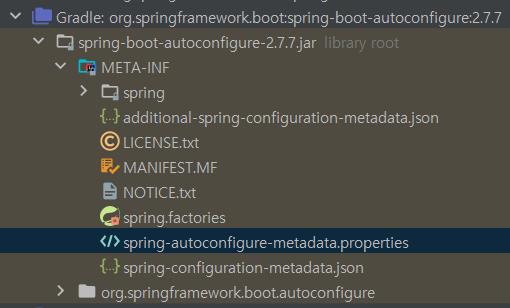 Gradle: org.springframework.boot:spring-boot-autoconfigure:2.7.7
spring-boot-autoconfigure-2.7.7.jar library root
META-INF
spring
additional-spring-configuration-metadata.json
LICENSE.txt
MANIFEST.MF
NOTICE.txt
spring.factories
spring-autoconfigure-metadata.properties
spring-configuration-metadata.json
org.springframework.boot.autoconfigure